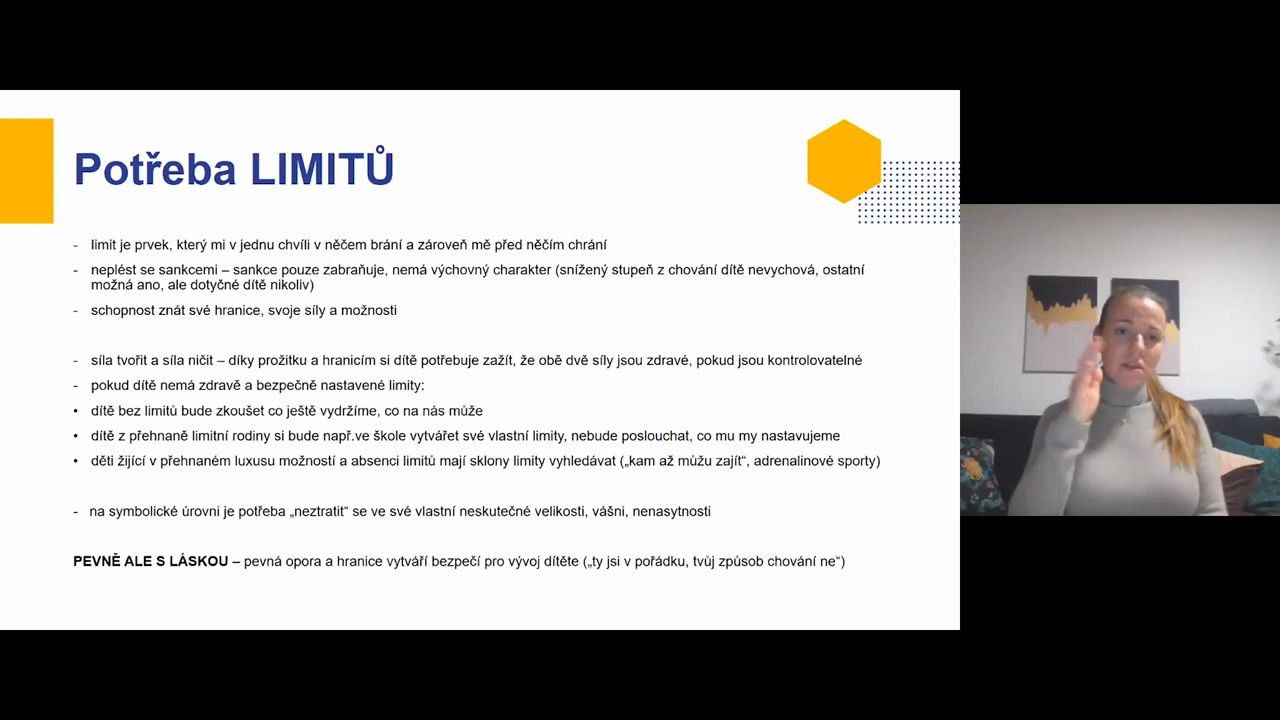 Potřeba LIMITŮ
- limit je prvek, který mi v jednu chvíli v něčem brání a zároveň mě před něčím chrání
- neplést se sankcemi – sankce pouze zabraňuje, nemá výchovný charakter (snížený stupeň z chování dítě nevychová, ostatní
možná ano, ale dotyčné dítě nikoliv)
- schopnost znát své hranice, svoje síly a možnosti
- síla tvořit a síla ničit – díky prožitku a hranicím si dítě potřebuje zažít, že obě dvě síly jsou zdravé, pokud jsou kontrolovatelné
- pokud dítě nemá zdravě a bezpečně nastavené limity:
• dítě bez limitů bude zkoušet co ještě vydržíme, co na nás může
• dítě z přehnaně limitní rodiny si bude např.ve škole vytvářet své vlastní limity, nebude poslouchat, co mu my nastavujeme
• děti žijící v přehnaném luxusu možností a absenci limitů mají sklony limity vyhledávat („kam až můžu zajít“, adrenalinové sporty)
- na symbolické úrovni je potřeba „neztratit“ se ve své vlastní neskutečné velikosti, vášni, nenasytnosti
PEVNĚ ALE S LÁSKOU – pevná opora a hranice vytváří bezpečí pro vývoj dítěte („ty jsi v pořádku, tvůj způsob chování ne“)